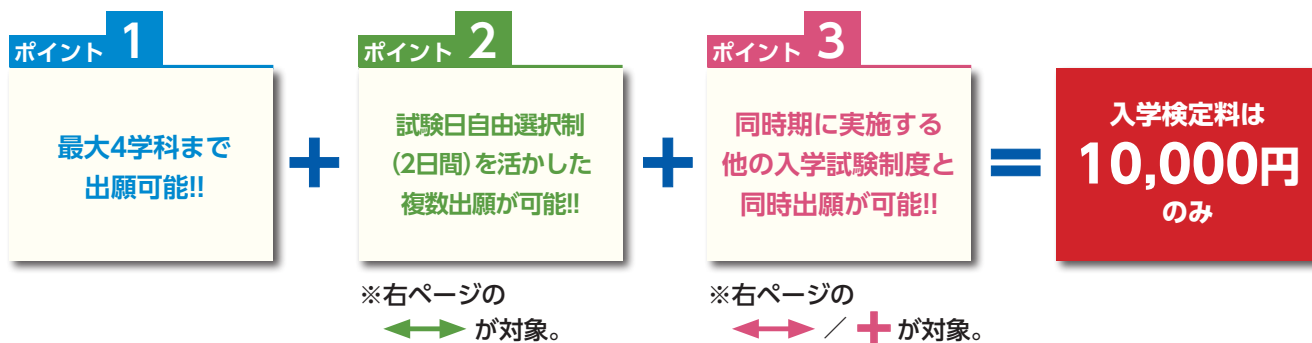 ポイント 1
最大4学科まで
出願可能!!
+
ポイント 2
試験日自由選択制
(2日間)を活かした
複数出願が可能!!
※右ページの
↔ が対象。
+
ポイント 3
同時期に実施する
他の入学試験制度と
同時出願が可能!!
※右ページの
↔ / + が対象。
=
入学検定料は
10,000円
のみ